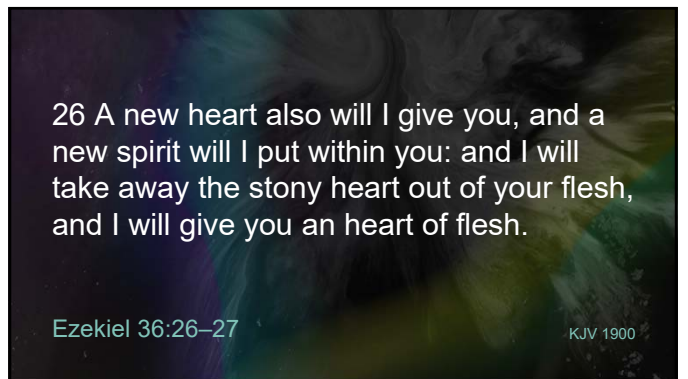 26 A new heart also will I give you, and a
new spirit will I put within you: and I will
take away the stony heart out of your flesh,
and I will give you an heart of flesh.
Ezekiel 36:26–27
KJV 1900